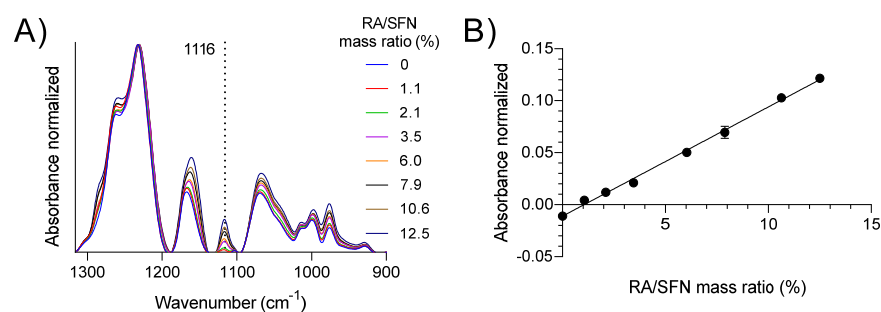 A)
RA/SFN
mass ratio (%)
1116
0
1.1
2.1
3.5
6.0
7.9
10.6
12.5
Absorbance normalized
1300 1200 1100 1000 900
Wavenumber (cm⁻¹)
B)
Absorbance normalized
0.15
0.10
0.05
0.00
-0.05
5 10 15
RA/SFN mass ratio (%)